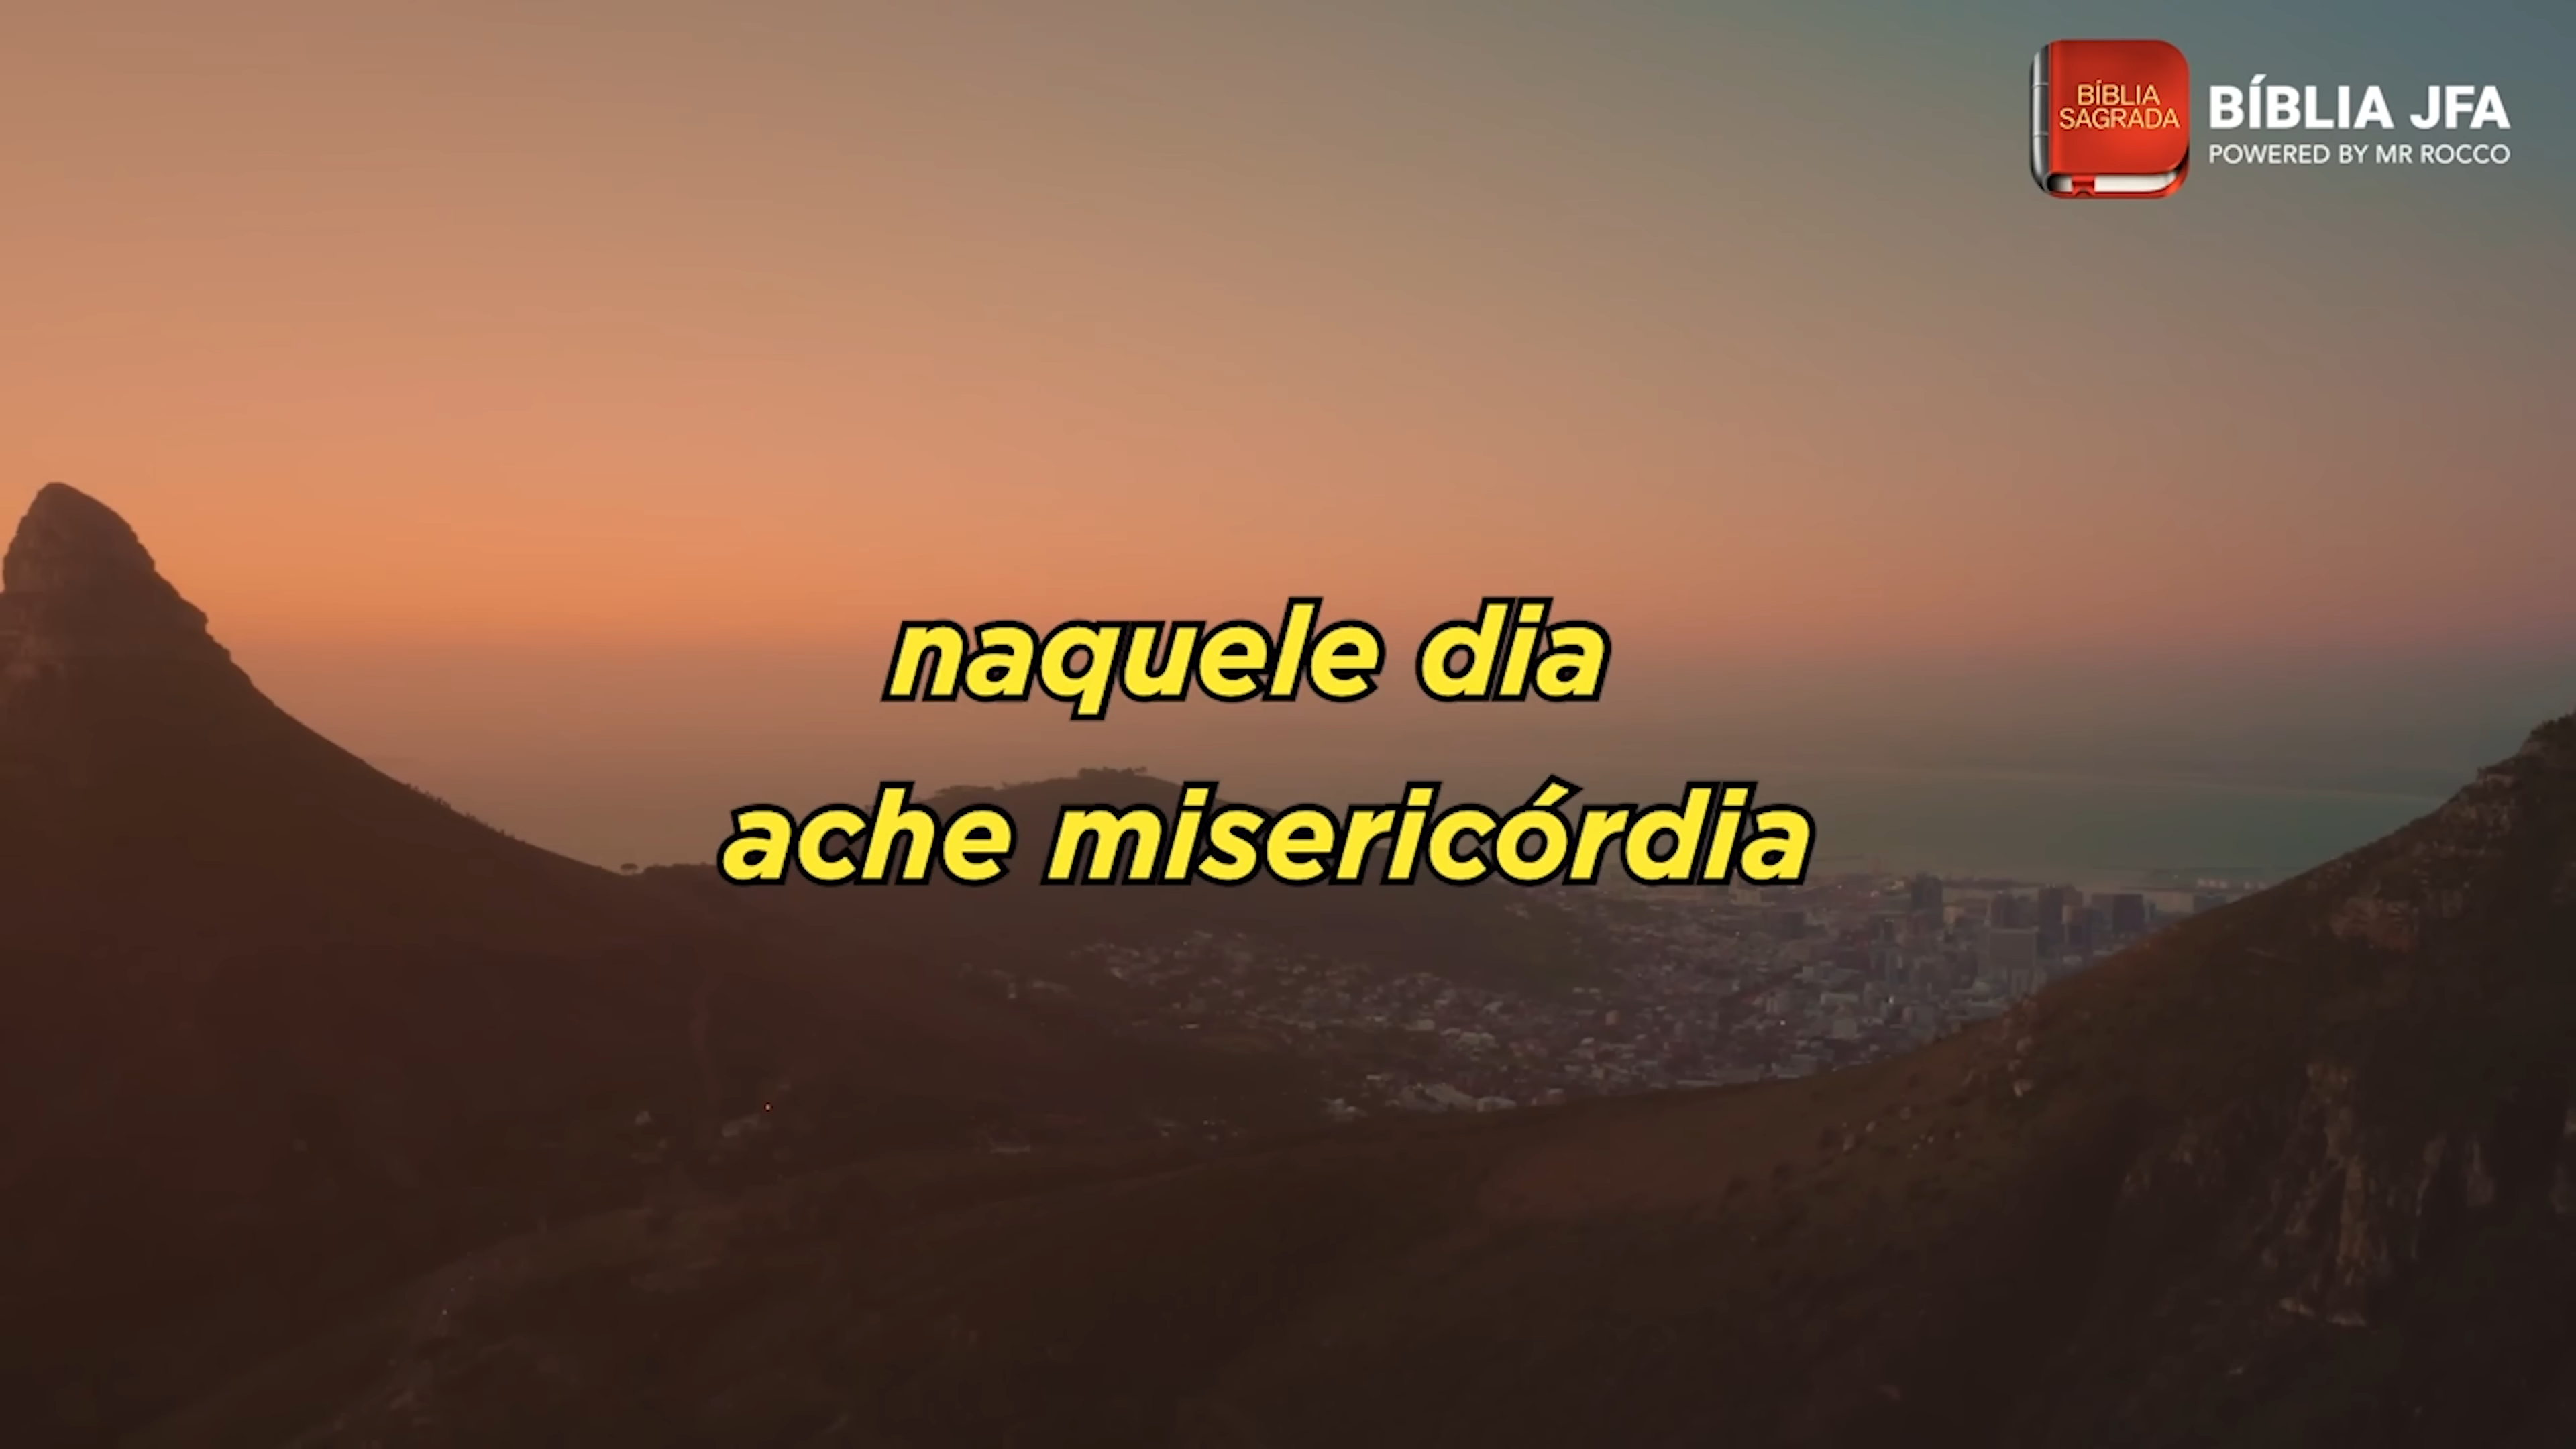 BÍBLIA
SAGRADA
BÍBLIA JFA
POWERED BY MR ROCCO
naquele dia
ache misericórdia